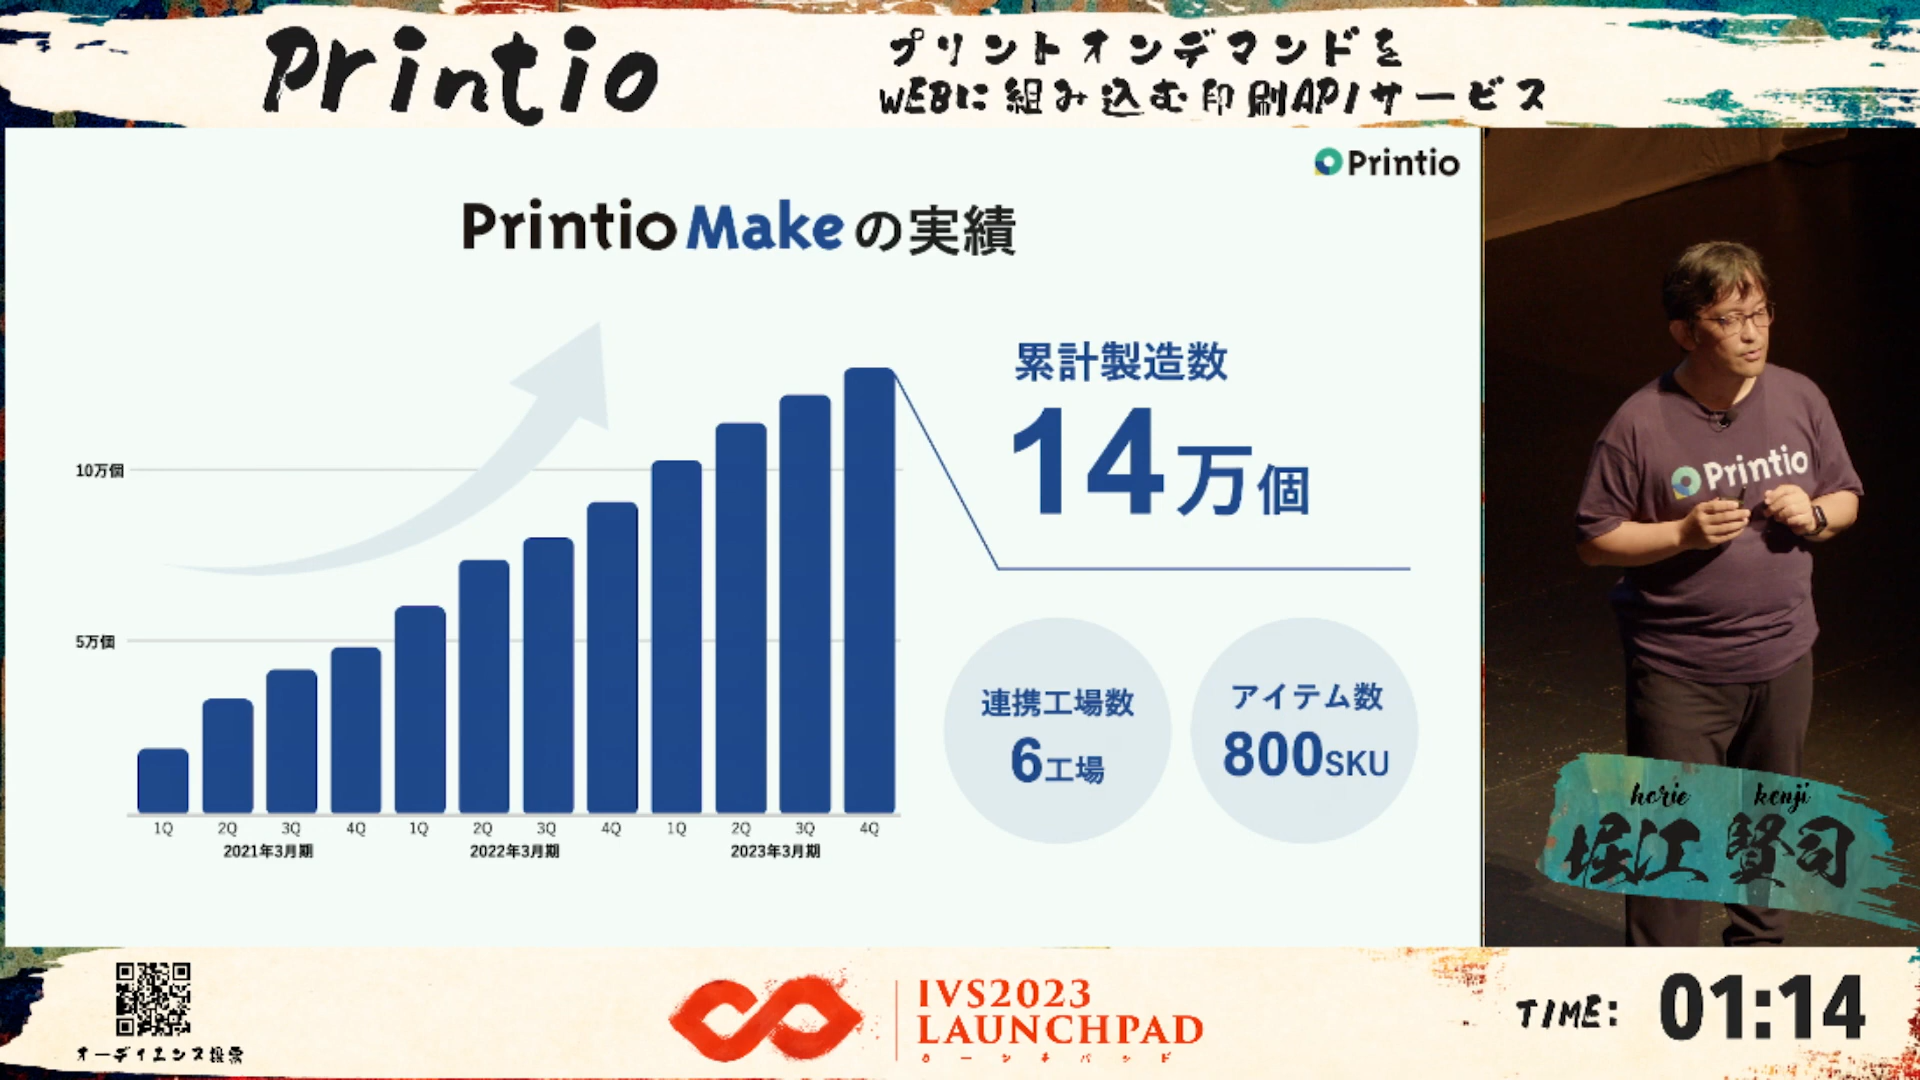 Printio
プリントオンデマンドを
WEBに組み込む印刷APIサービス
Printio
Printio Makeの実績
累計製造数
14万個
10万個
5万個
連携工場数
6工場
アイテム数
800SKU
1Q 2Q 3Q 4Q 1Q 2Q 3Q 4Q 1Q 2Q 3Q 4Q
2021年3月期 2022年3月期 2023年3月期
Printio
horie kenji
堀江 賢司
オーディエンス投票
IVS2023
LAUNCHPAD
ローンチパッド
TIME: 01:14